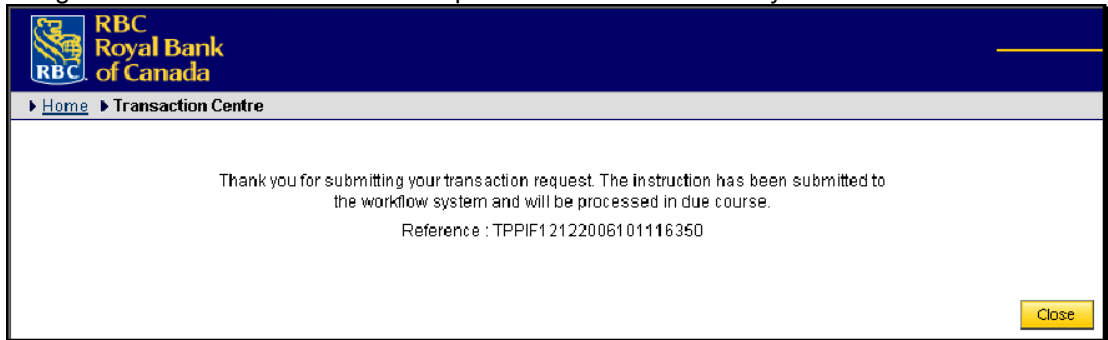 RBC
Royal Bank
of Canada
RBC
Home Transaction Centre
Thank you for submitting your transaction request. The instruction has been submitted to
the workflow system and will be processed in due course.
Reference : TPPIF12122006101116350
Close